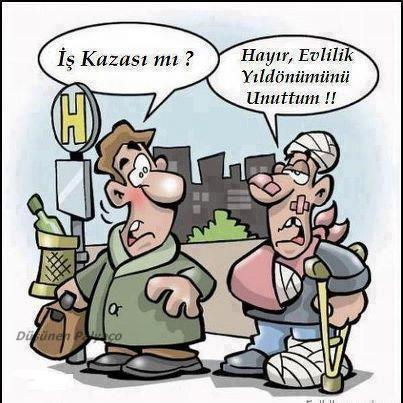 İş Kazası mı ?
Hayır, Evlilik
Yıldönümünü
Unuttum !!
H
Düşünen Palyaço